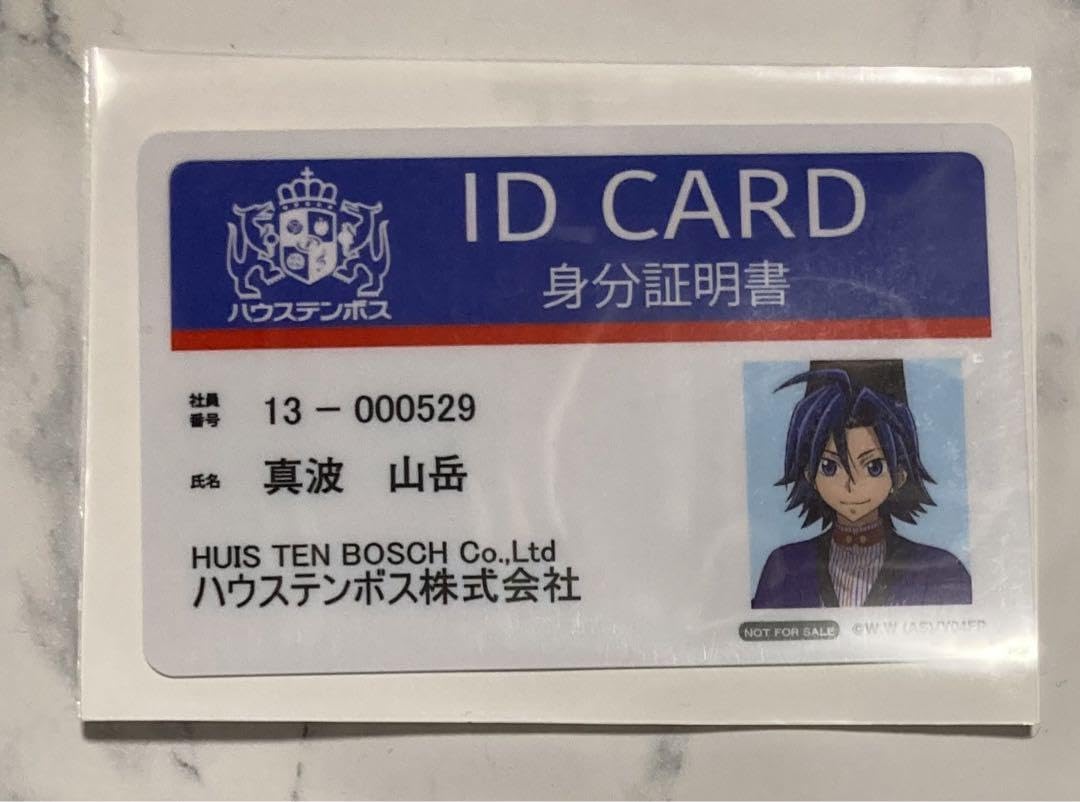 ハウステンボス
ID CARD
身分証明書
社員番号 13-000529
氏名 真波 山岳
HUIS TEN BOSCH Co.,Ltd
ハウステンボス株式会社
NOT FOR SALE